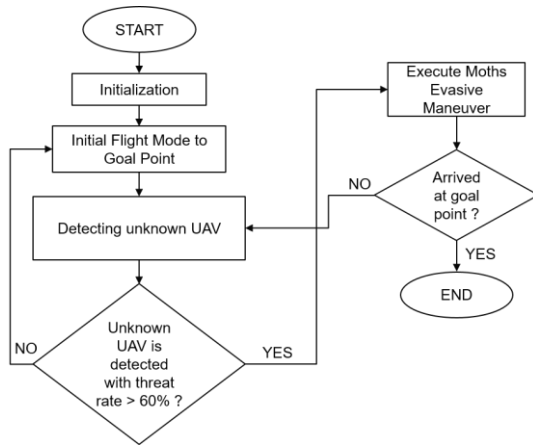 START
Initialization
Initial Flight Mode to
Goal Point
Detecting unknown UAV
Unknown
UAV is
detected
with threat
rate > 60% ?
NO
YES
Execute Moths
Evasive
Maneuver
Arrived
at goal
point ?
NO
YES
END